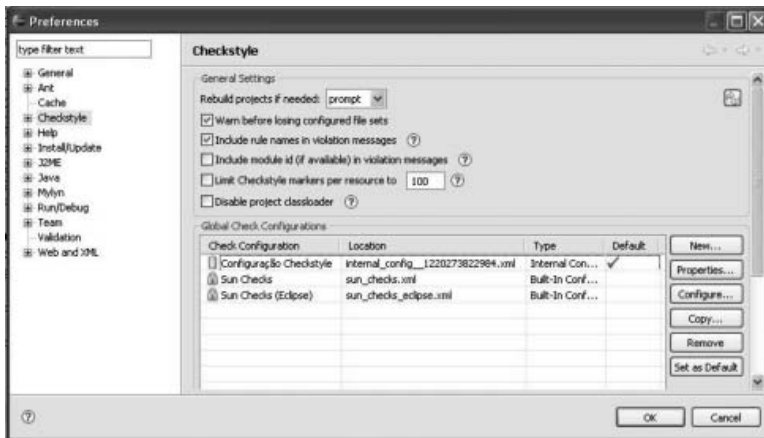 Preferences
type filter text
General
Ant
Cache
Checkstyle
Help
Install/Update
J2ME
Java
Mylyn
Run/Debug
Team
Validation
Web and XML
Checkstyle
General Settings
Rebuild projects if needed: prompt
Warn before losing configured file sets
Include rule names in violation messages
Include module id (if available) in violation messages
Limit Checkstyle markers per resource to 100
Disable project classloader
Global Check Configurations
Check Configuration Location Type Default
Configuração Checkstyle internal_config__1220273822984.xml Internal Con...
Sun Checks sun_checks.xml Built-In Conf...
Sun Checks (Eclipse) sun_checks_eclipse.xml Built-In Conf...
New...
Properties...
Configure...
Copy...
Remove
Set as Default
OK Cancel